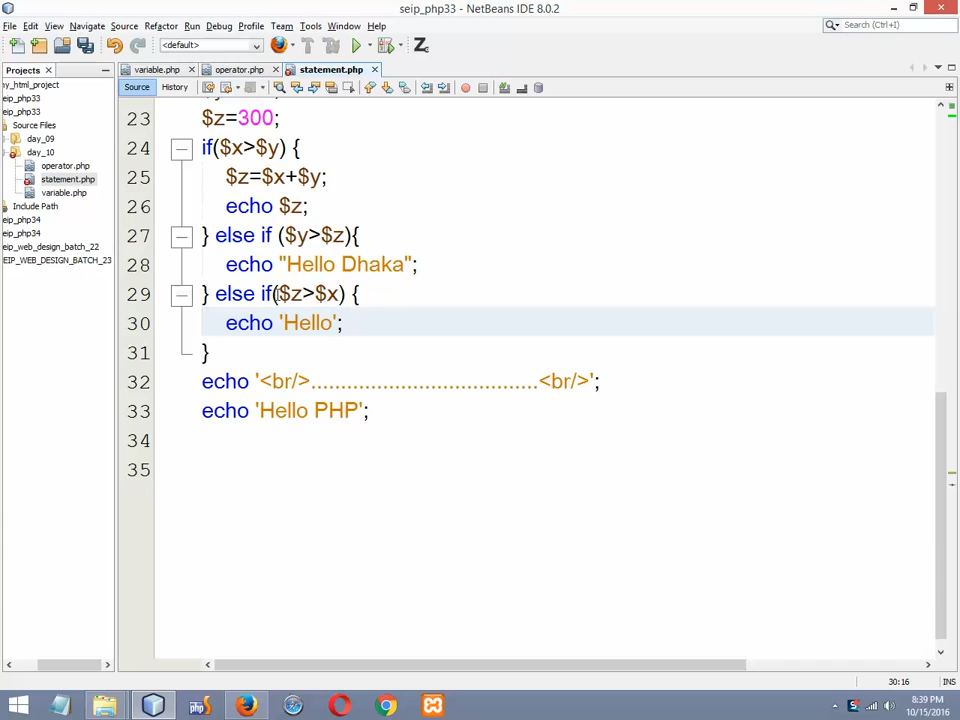 seip_php33 - NetBeans IDE 8.0.2
File Edit View Navigate Source Refactor Run Debug Profile Team Tools Window Help
Search (Ctrl+I)
<default>
Projects
variable.php
operator.php
statement.php
Source History
ny_html_project
eip_php33
eip_php33
Source Files
day_09
day_10
operator.php
statement.php
variable.php
Include Path
eip_php34
eip_php34
eip_web_design_batch_22
EIP_WEB_DESIGN_BATCH_23
23 $z=300;
24 if($x>$y) {
25 $z=$x+$y;
26 echo $z;
27 } else if ($y>$z){
28 echo "Hello Dhaka";
29 } else if($z>$x) {
30 echo 'Hello';
31 }
32 echo '<br/>......................................<br/>';
33 echo 'Hello PHP';
34
35
30:16 INS
php
8:39 PM
10/15/2016